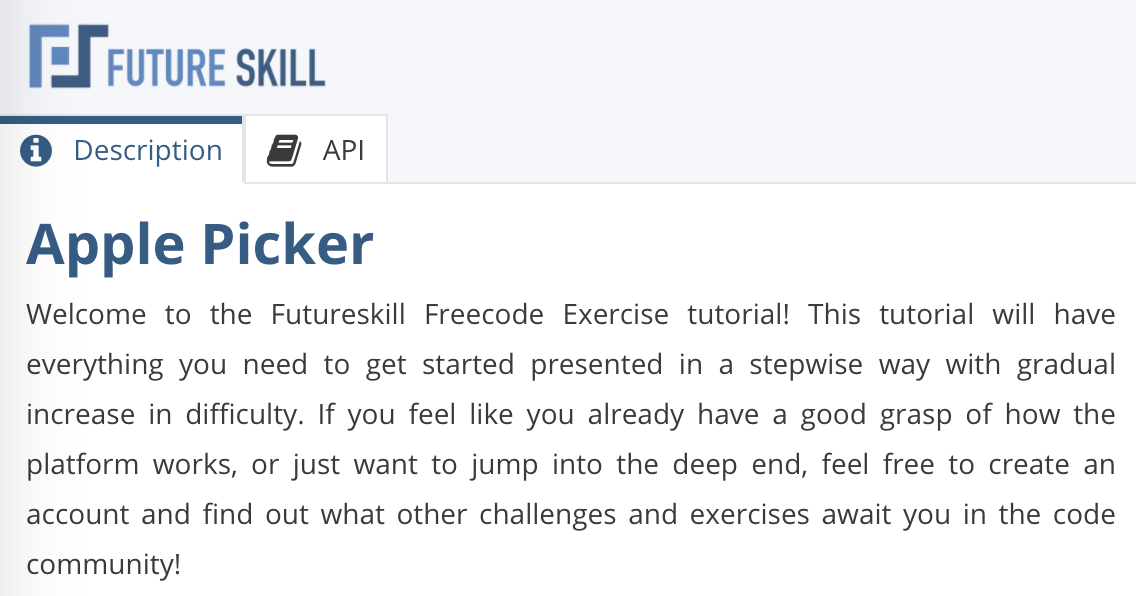 FUTURE SKILL
Description
API
Apple Picker
Welcome to the Futureskill Freecode Exercise tutorial! This tutorial will have
everything you need to get started presented in a stepwise way with gradual
increase in difficulty. If you feel like you already have a good grasp of how the
platform works, or just want to jump into the deep end, feel free to create an
account and find out what other challenges and exercises await you in the code
community!